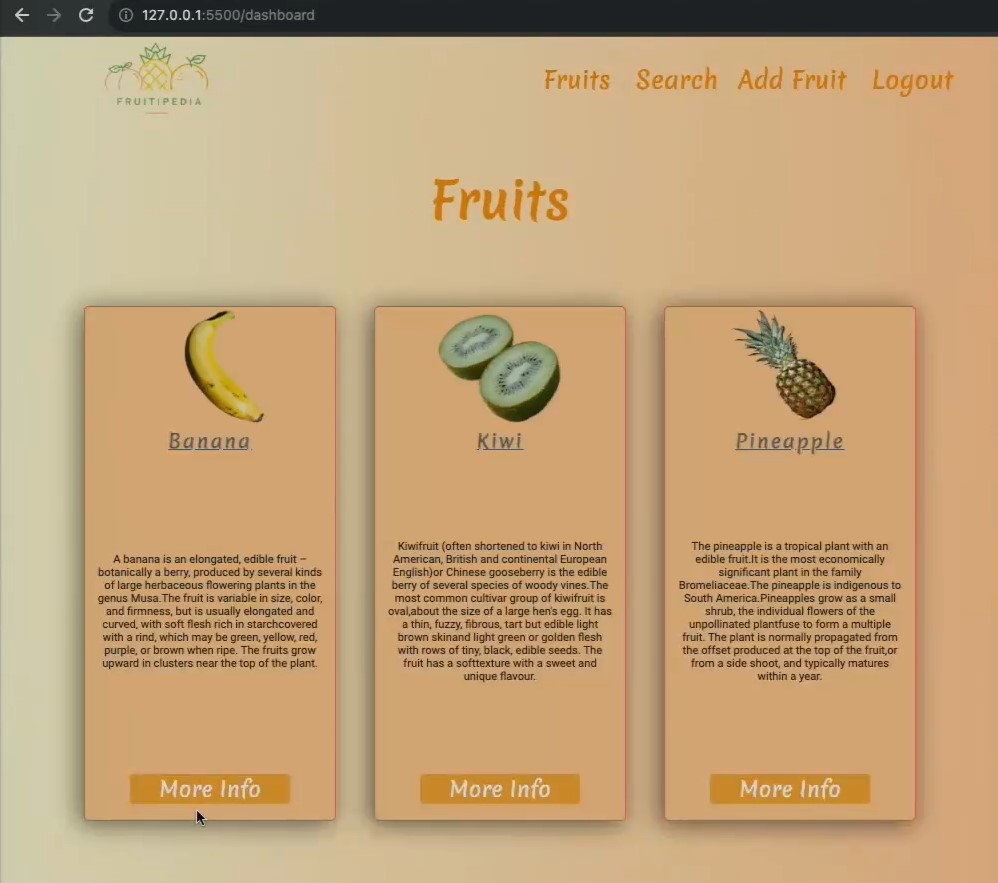 127.0.0.1:5500/dashboard
FRUITIPEDIA
Fruits Search Add Fruit Logout
Fruits
Banana
A banana is an elongated, edible fruit –
botanically a berry, produced by several kinds
of large herbaceous flowering plants in the
genus Musa.The fruit is variable in size, color,
and firmness, but is usually elongated and
curved, with soft flesh rich in starchcovered
with a rind, which may be green, yellow, red,
purple, or brown when ripe. The fruits grow
upward in clusters near the top of the plant.
More Info
Kiwi
Kiwifruit (often shortened to kiwi in North
American, British and continental European
English)or Chinese gooseberry is the edible
berry of several species of woody vines.The
most common cultivar group of kiwifruit is
oval,about the size of a large hen's egg. It has
a thin, fuzzy, fibrous, tart but edible light
brown skinand light green or golden flesh
with rows of tiny, black, edible seeds. The
fruit has a softtexture with a sweet and
unique flavour.
More Info
Pineapple
The pineapple is a tropical plant with an
edible fruit.It is the most economically
significant plant in the family
Bromeliaceae.The pineapple is indigenous to
South America.Pineapples grow as a small
shrub, the individual flowers of the
unpollinated plantfuse to form a multiple
fruit. The plant is normally propagated from
the offset produced at the top of the fruit,or
from a side shoot, and typically matures
within a year.
More Info